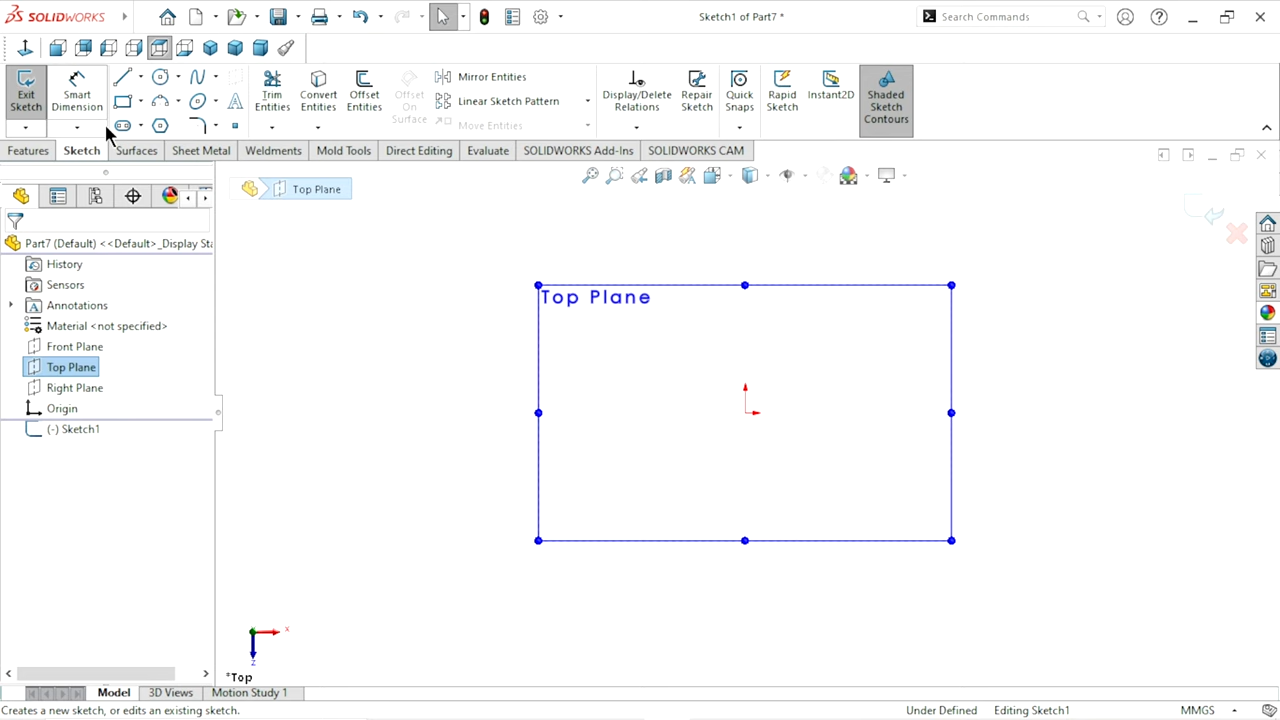 SOLIDWORKS
Sketch1 of Part7 *
Search Commands
Exit Sketch
Smart Dimension
Trim Entities
Convert Entities
Offset Entities
Offset On Surface
Mirror Entities
Linear Sketch Pattern
Move Entities
Display/Delete Relations
Repair Sketch
Quick Snaps
Rapid Sketch
Instant2D
Shaded Sketch Contours
Features
Sketch
Surfaces
Sheet Metal
Weldments
Mold Tools
Direct Editing
Evaluate
SOLIDWORKS Add-Ins
SOLIDWORKS CAM
Top Plane
Part7 (Default) <<Default>_Display Sta
History
Sensors
Annotations
Material <not specified>
Front Plane
Top Plane
Right Plane
Origin
(-) Sketch1
Top Plane
X
Z
*Top
Model
3D Views
Motion Study 1
Creates a new sketch, or edits an existing sketch.
Under Defined
Editing Sketch1
MMGS